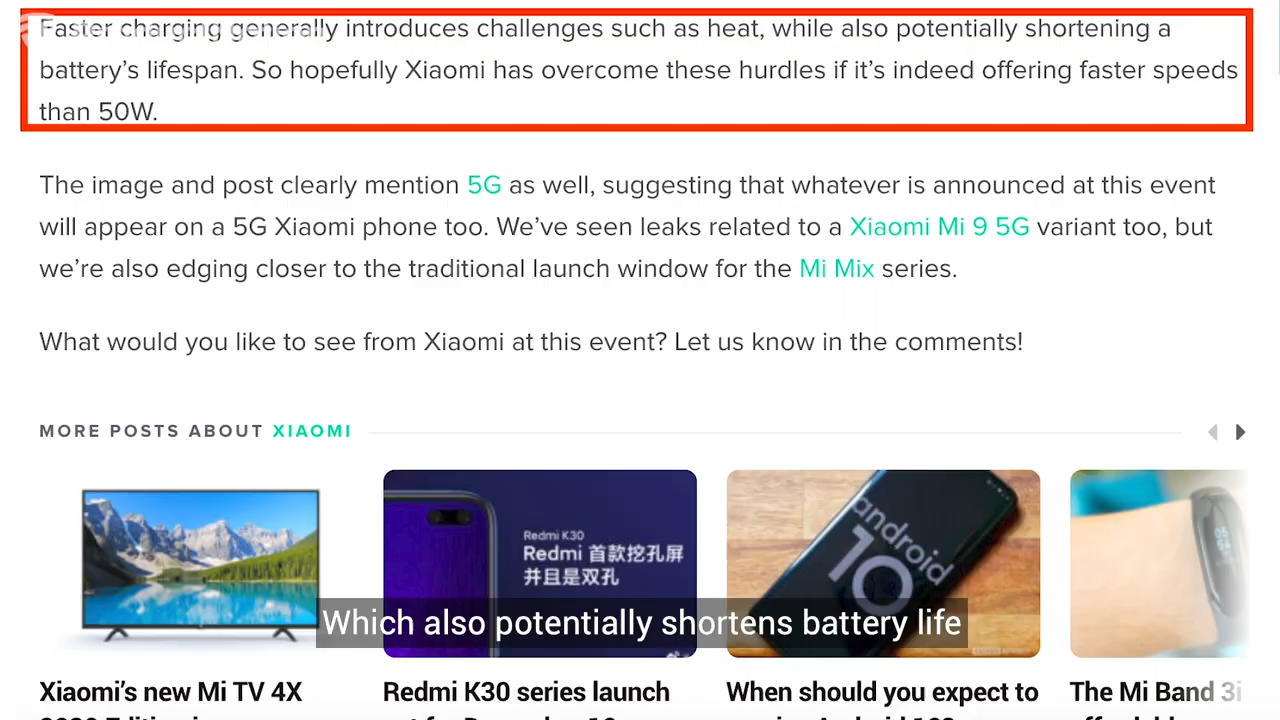 Faster charging generally introduces challenges such as heat, while also potentially shortening a
battery’s lifespan. So hopefully Xiaomi has overcome these hurdles if it’s indeed offering faster speeds
than 50W.
The image and post clearly mention 5G as well, suggesting that whatever is announced at this event
will appear on a 5G Xiaomi phone too. We’ve seen leaks related to a Xiaomi Mi 9 5G variant too, but
we’re also edging closer to the traditional launch window for the Mi Mix series.
What would you like to see from Xiaomi at this event? Let us know in the comments!
MORE POSTS ABOUT XIAOMI
Redmi K30
Redmi 首款挖孔屏
并且是双孔
android
10
Which also potentially shortens battery life
Xiaomi’s new Mi TV 4X
Redmi K30 series launch
When should you expect to
The Mi Band 3i